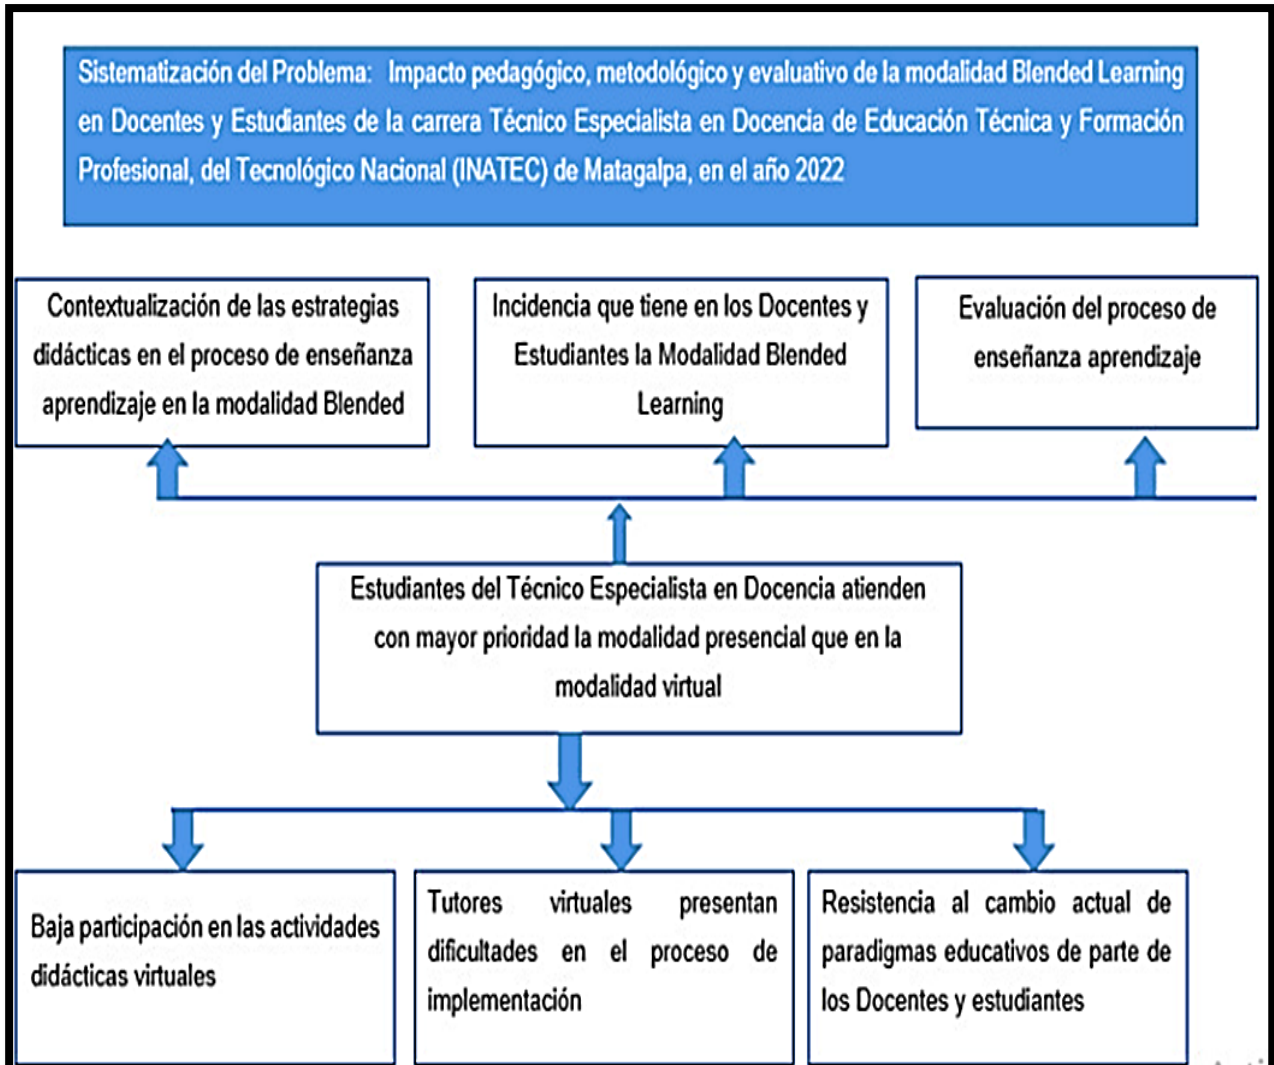 Sistematización del Problema: Impacto pedagógico, metodológico y evaluativo de la modalidad Blended Learning
en Docentes y Estudiantes de la carrera Técnico Especialista en Docencia de Educación Técnica y Formación
Profesional, del Tecnológico Nacional (INATEC) de Matagalpa, en el año 2022
Contextualización de las estrategias
didácticas en el proceso de enseñanza
aprendizaje en la modalidad Blended
Incidencia que tiene en los Docentes y
Estudiantes la Modalidad Blended
Learning
Evaluación del proceso de
enseñanza aprendizaje
Estudiantes del Técnico Especialista en Docencia atienden
con mayor prioridad la modalidad presencial que en la
modalidad virtual
Baja participación en las actividades
didácticas virtuales
Tutores virtuales presentan
dificultades en el proceso de
implementación
Resistencia al cambio actual de
paradigmas educativos de parte de
los Docentes y estudiantes